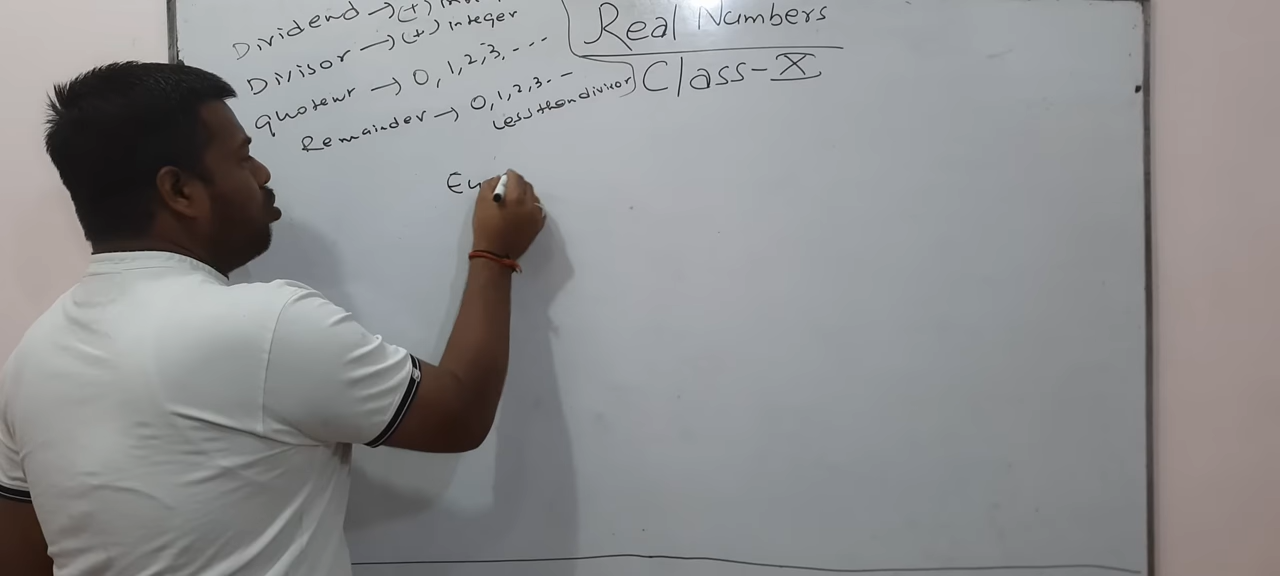 Dividend → (+)
Divisor → (+) integer
quotent → 0, 1, 2, 3, - - -
Remainder → 0, 1, 2, 3 - -
Less than divisor
Real Numbers
Class-X
Eu